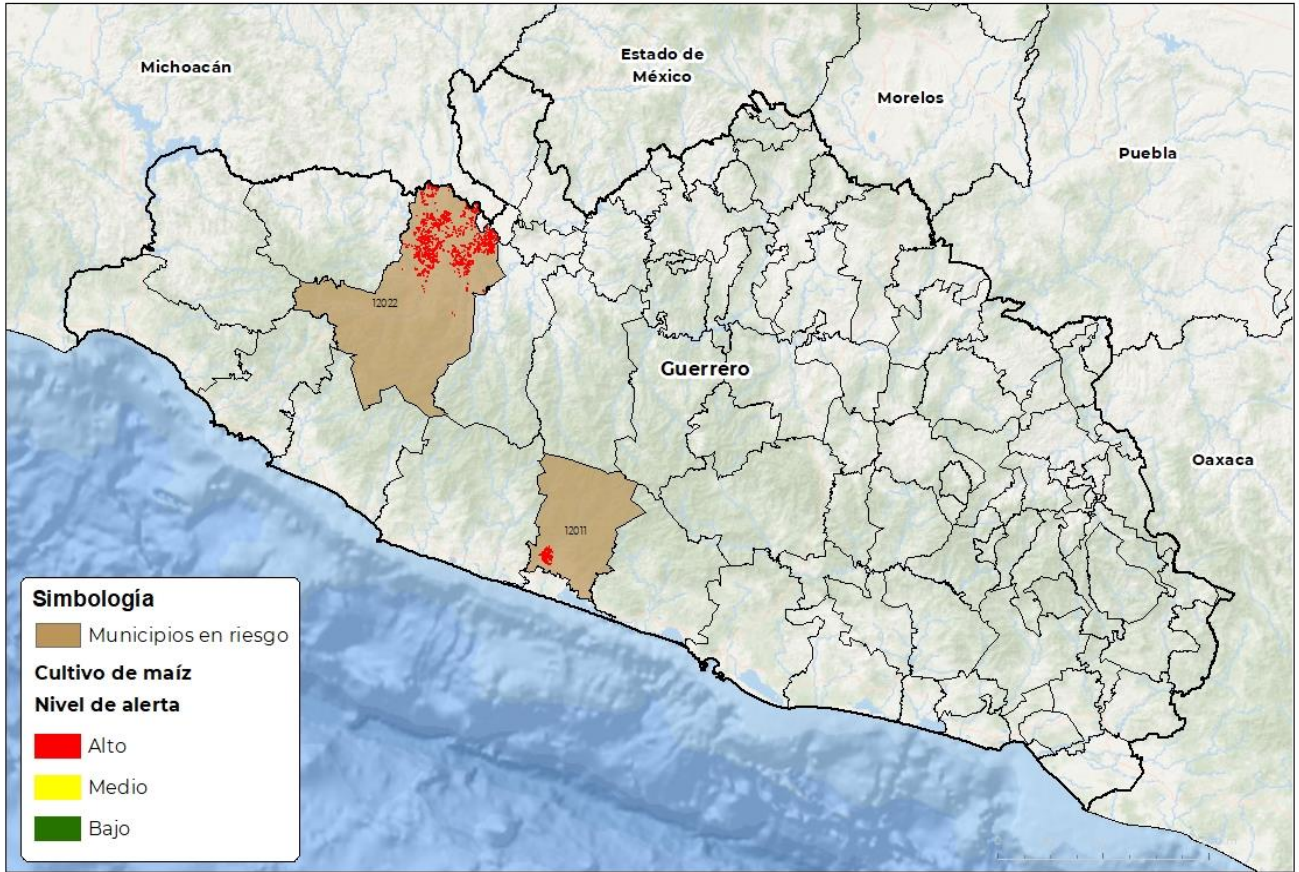 Michoacán
Estado de
México
Morelos
Puebla
12022
Guerrero
Oaxaca
12011
Simbología
Municipios en riesgo
Cultivo de maíz
Nivel de alerta
Alto
Medio
Bajo